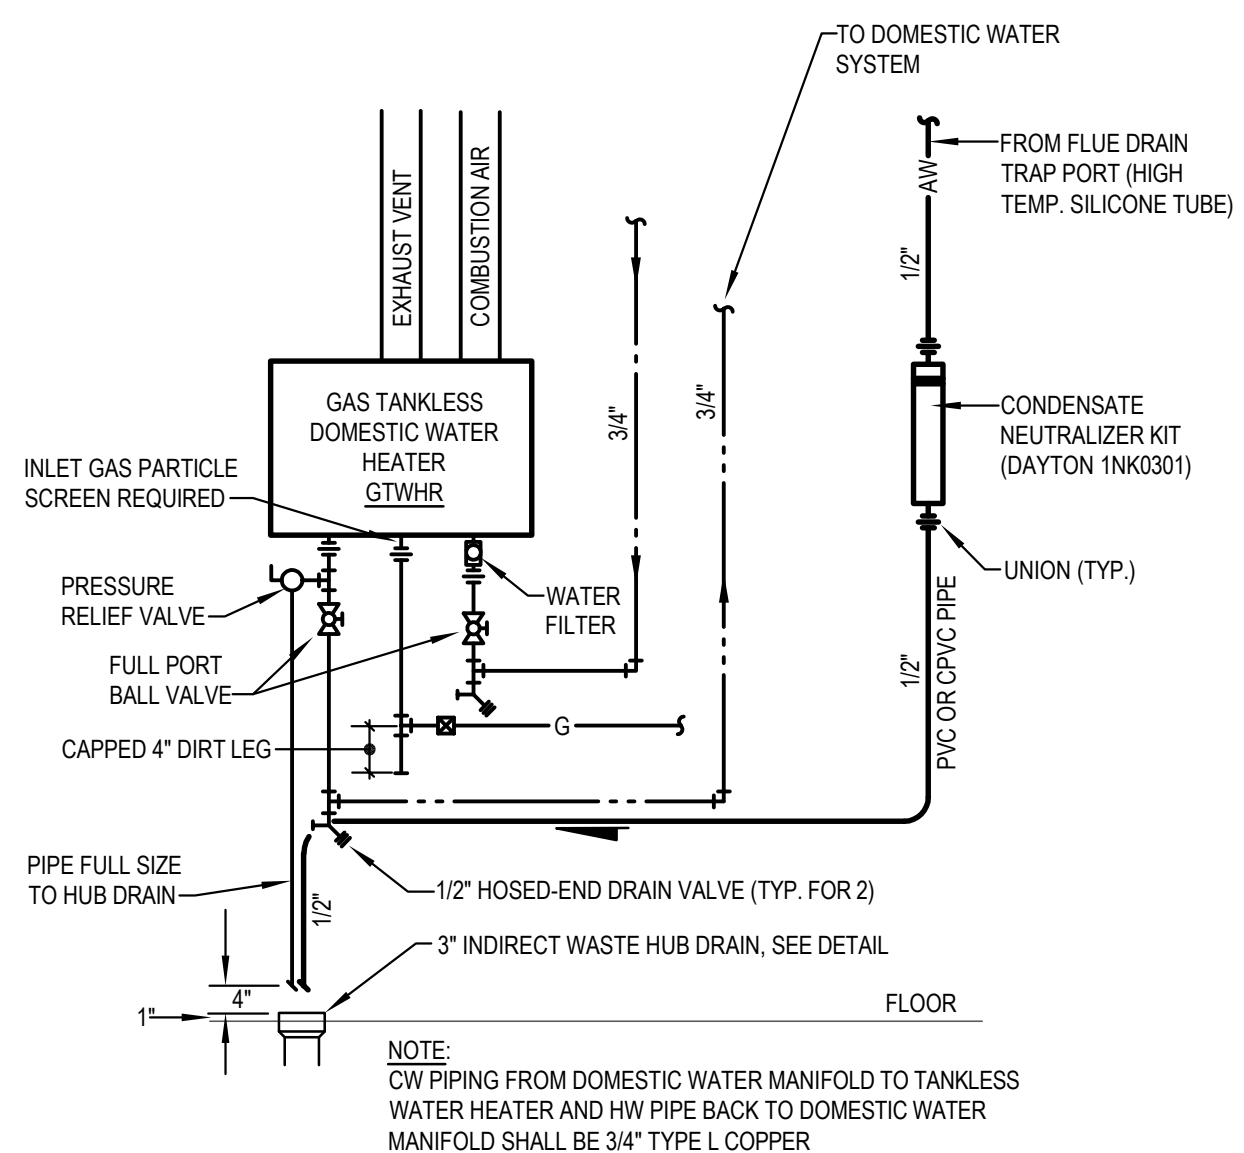 TO DOMESTIC WATER
SYSTEM
FROM FLUE DRAIN
TRAP PORT (HIGH
TEMP. SILICONE TUBE)
AW
1/2"
EXHAUST VENT
COMBUSTION AIR
GAS TANKLESS
DOMESTIC WATER
HEATER
GTWHR
3/4"
3/4"
CONDENSATE
NEUTRALIZER KIT
(DAYTON 1NK0301)
INLET GAS PARTICLE
SCREEN REQUIRED
UNION (TYP.)
PRESSURE
RELIEF VALVE
WATER
FILTER
FULL PORT
BALL VALVE
1/2"
PVC OR CPVC PIPE
G
CAPPED 4" DIRT LEG
PIPE FULL SIZE
TO HUB DRAIN
1/2"
1/2" HOSED-END DRAIN VALVE (TYP. FOR 2)
3" INDIRECT WASTE HUB DRAIN, SEE DETAIL
4"
1"
FLOOR
NOTE:
CW PIPING FROM DOMESTIC WATER MANIFOLD TO TANKLESS
WATER HEATER AND HW PIPE BACK TO DOMESTIC WATER
MANIFOLD SHALL BE 3/4" TYPE L COPPER